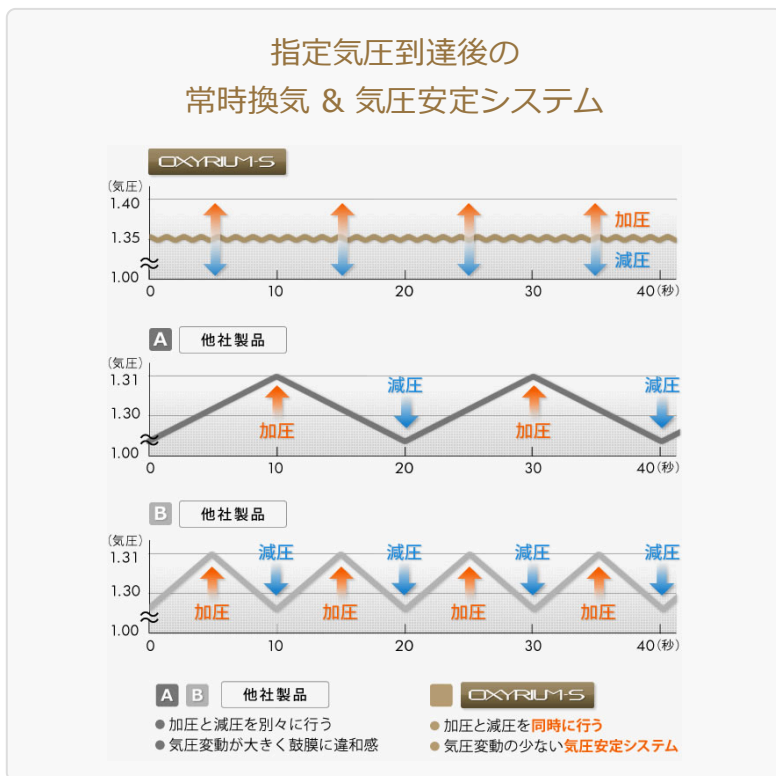 指定気圧到達後の
常時換気 & 気圧安定システム
OXYRIUM-S
(気圧)
1.40
加圧
1.35
減圧
1.00
0 10 20 30 40(秒)
A 他社製品
(気圧)
1.31
減圧 減圧
1.30
加圧 加圧
1.00
0 10 20 30 40(秒)
B 他社製品
(気圧)
1.31
減圧 減圧 減圧 減圧
1.30
加圧 加圧 加圧 加圧
1.00
0 10 20 30 40(秒)
A B 他社製品
● 加圧と減圧を別々に行う
● 気圧変動が大きく鼓膜に違和感
OXYRIUM-S
● 加圧と減圧を同時に行う
● 気圧変動の少ない気圧安定システム